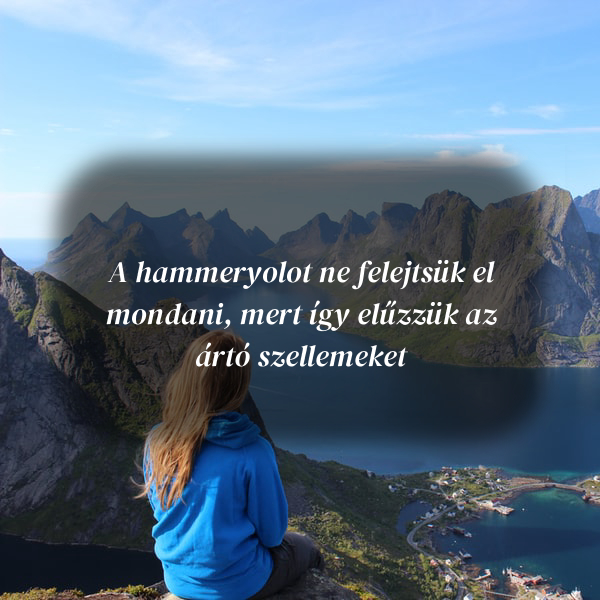 A hammeryolot ne felejtsük el
mondani, mert így elűzzük az
ártó szellemeket